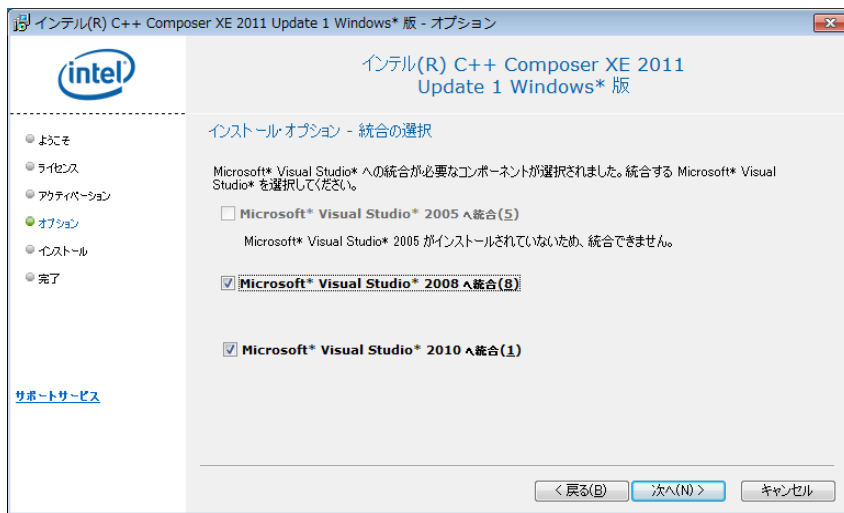 インテル(R) C++ Composer XE 2011 Update 1 Windows* 版 - オプション
intel
インテル(R) C++ Composer XE 2011
Update 1 Windows* 版
ようこそ
ライセンス
アクティベーション
オプション
インストール
完了
サポートサービス
インストール・オプション - 統合の選択
Microsoft* Visual Studio* への統合が必要なコンポーネントが選択されました。統合する Microsoft* Visual
Studio* を選択してください。
Microsoft* Visual Studio* 2005 へ統合(5)
Microsoft* Visual Studio* 2005 がインストールされていないため、統合できません。
Microsoft* Visual Studio* 2008 へ統合(8)
Microsoft* Visual Studio* 2010 へ統合(1)
< 戻る(B)
次へ(N) >
キャンセル